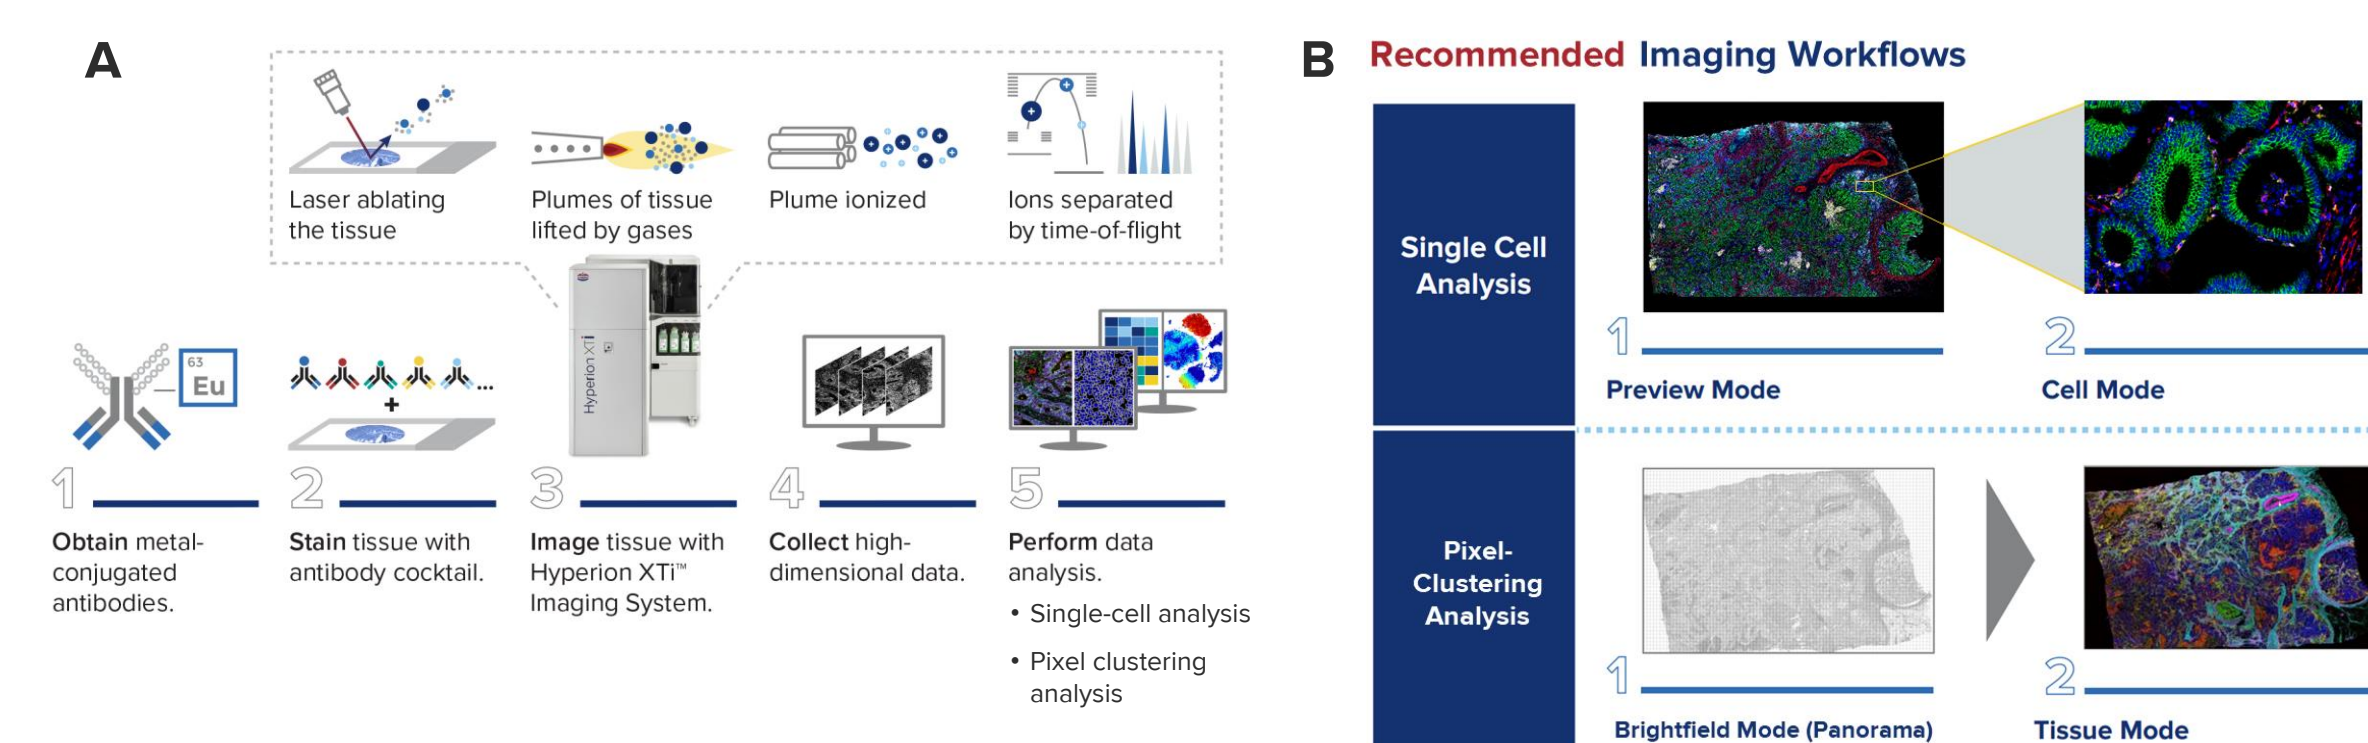 A
Laser ablating
the tissue
Plumes of tissue
lifted by gases
Plume ionized
Ions separated
by time-of-flight
63
Eu
+
...
Hyperion XTi
1
Obtain metal-
conjugated
antibodies.
2
Stain tissue with
antibody cocktail.
3
Image tissue with
Hyperion XTi™
Imaging System.
4
Collect high-
dimensional data.
5
Perform data
analysis.
• Single-cell analysis
• Pixel clustering
analysis
B
Recommended Imaging Workflows
Single Cell
Analysis
1
Preview Mode
2
Cell Mode
Pixel-
Clustering
Analysis
1
Brightfield Mode (Panorama)
2
Tissue Mode